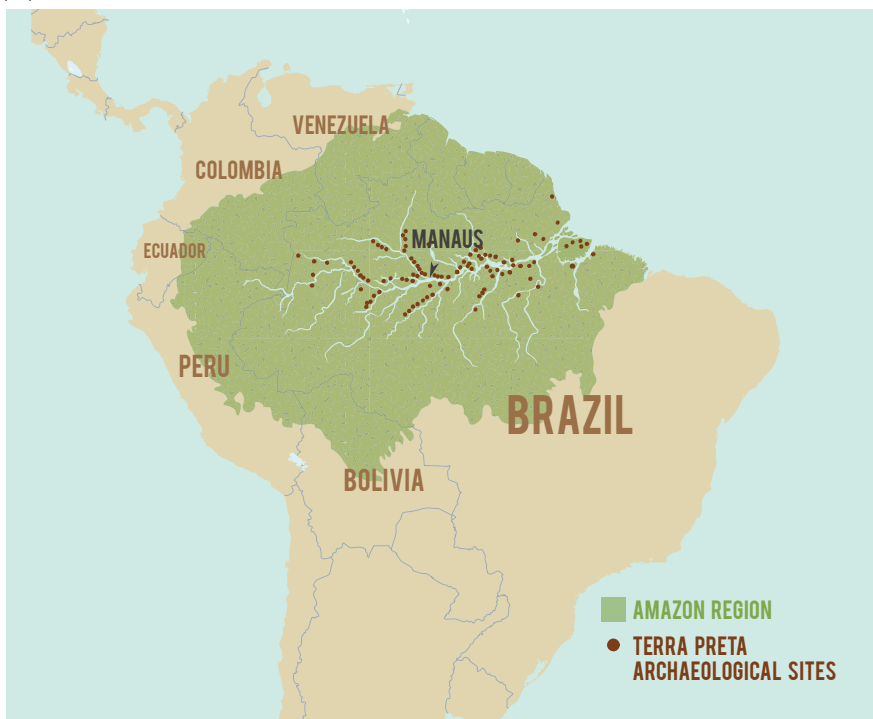 VENEZUELA
COLOMBIA
MANAUS
ECUADOR
PERU
BRAZIL
BOLIVIA
AMAZON REGION
TERRA PRETA
ARCHAEOLOGICAL SITES